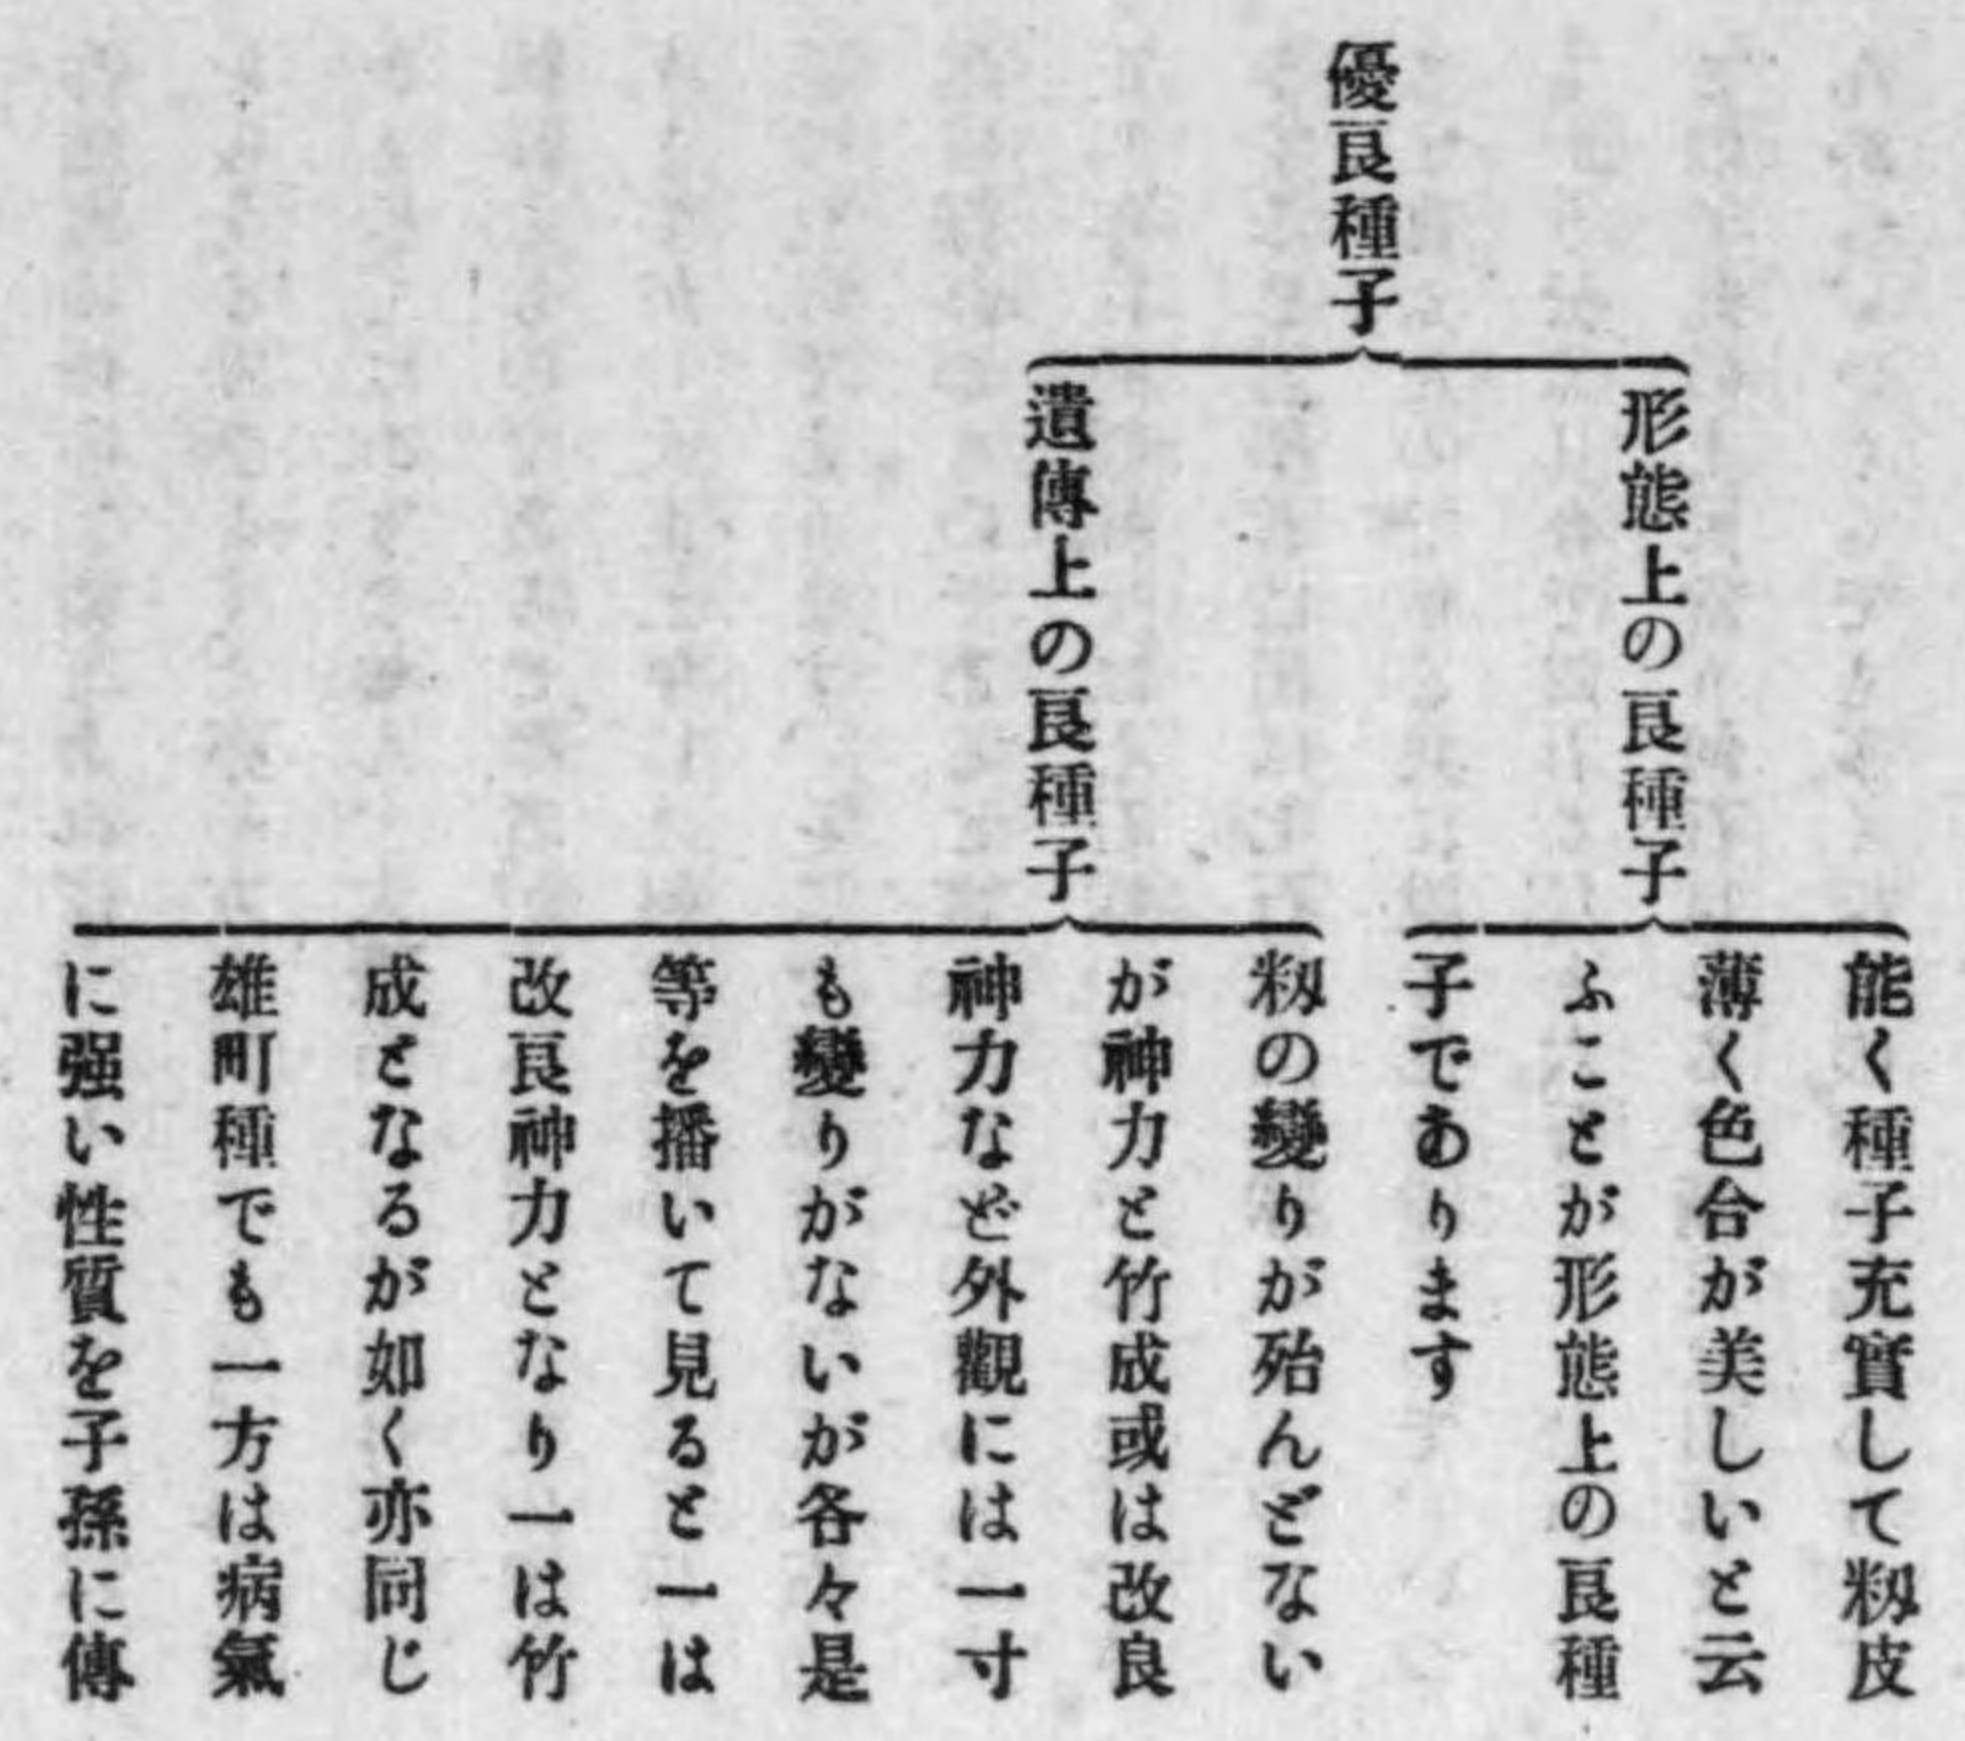 優良種子
形態上の良種子
能く種子充實して籾皮
薄く色合が美しいと云
ふことが形態上の良種
子であります
遺傳上の良種子
籾の變りが殆んどない
が神力と竹成或は改良
神力など外觀には一寸
も變りがないが各々是
等を播いて見ると一は
改良神力となり一は竹
成となるが如く亦同じ
雄町種でも一方は病氣
に强い性質を子孫に傳